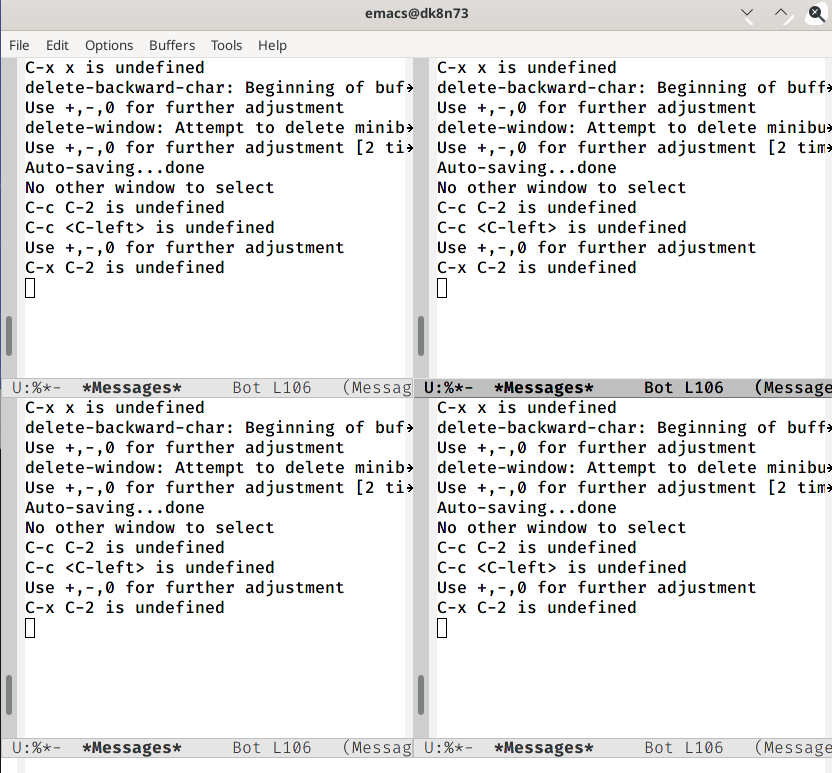 emacs@dk8n73
File Edit Options Buffers Tools Help
C-x x is undefined
delete-backward-char: Beginning of buf→
Use +,-,0 for further adjustment
delete-window: Attempt to delete minib→
Use +,-,0 for further adjustment [2 ti→
Auto-saving...done
No other window to select
C-c C-2 is undefined
C-c <C-left> is undefined
Use +,-,0 for further adjustment
C-x C-2 is undefined
U:%*- *Messages* Bot L106 (Messag
C-x x is undefined
delete-backward-char: Beginning of buff→
Use +,-,0 for further adjustment
delete-window: Attempt to delete minibu→
Use +,-,0 for further adjustment [2 tim→
Auto-saving...done
No other window to select
C-c C-2 is undefined
C-c <C-left> is undefined
Use +,-,0 for further adjustment
C-x C-2 is undefined
U:%*- *Messages* Bot L106 (Message
C-x x is undefined
delete-backward-char: Beginning of buf→
Use +,-,0 for further adjustment
delete-window: Attempt to delete minib→
Use +,-,0 for further adjustment [2 ti→
Auto-saving...done
No other window to select
C-c C-2 is undefined
C-c <C-left> is undefined
Use +,-,0 for further adjustment
C-x C-2 is undefined
U:%*- *Messages* Bot L106 (Messag
C-x x is undefined
delete-backward-char: Beginning of buff→
Use +,-,0 for further adjustment
delete-window: Attempt to delete minibu→
Use +,-,0 for further adjustment [2 tim→
Auto-saving...done
No other window to select
C-c C-2 is undefined
C-c <C-left> is undefined
Use +,-,0 for further adjustment
C-x C-2 is undefined
U:%*- *Messages* Bot L106 (Message